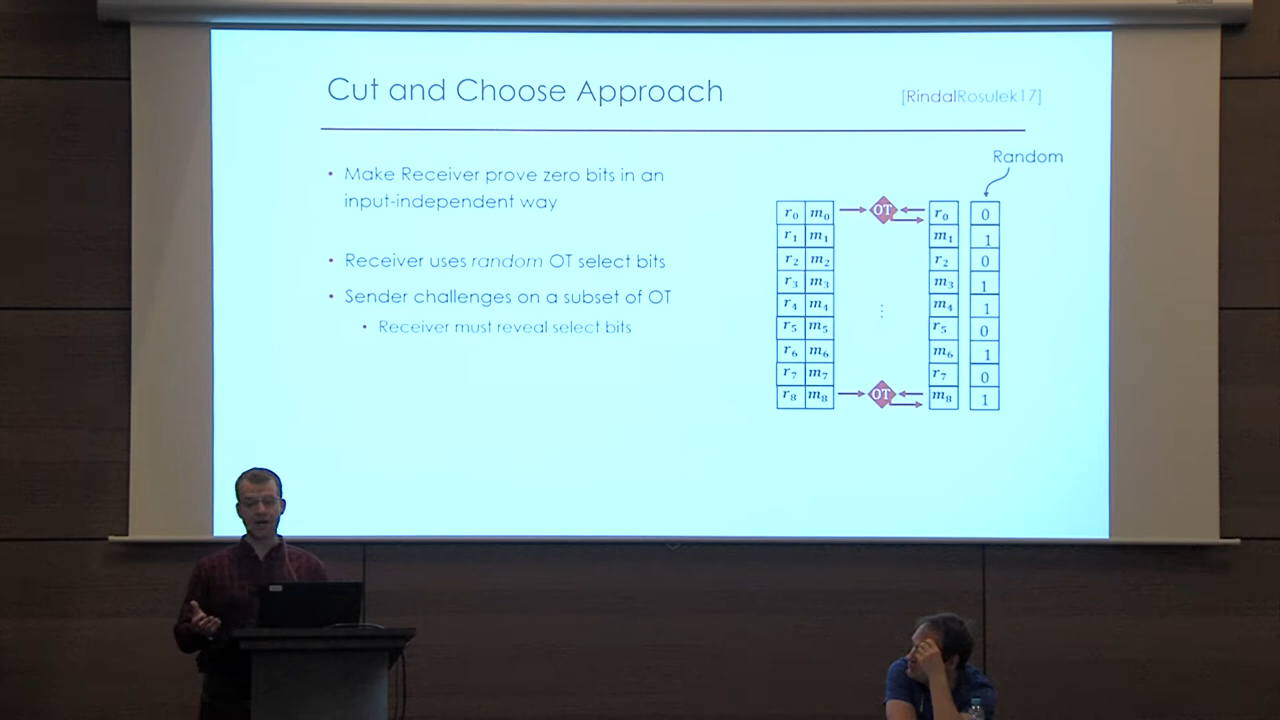 Cut and Choose Approach
[RindalRosulek17]
• Make Receiver prove zero bits in an
input-independent way
• Receiver uses random OT select bits
• Sender challenges on a subset of OT
• Receiver must reveal select bits
Random
r₀ m₀ OT r₀ 0
r₁ m₁ m₁ 1
r₂ m₂ r₂ 0
r₃ m₃ m₃ 1
r₄ m₄ ⋮ m₄ 1
r₅ m₅ r₅ 0
r₆ m₆ m₆ 1
r₇ m₇ r₇ 0
r₈ m₈ OT m₈ 1